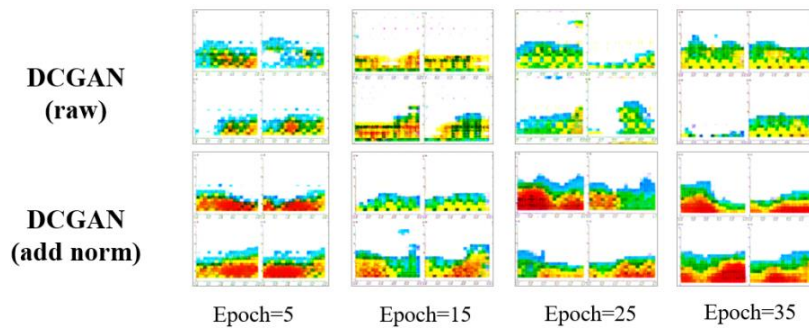 DCGAN
(raw)
DCGAN
(add norm)
Epoch=5
Epoch=15
Epoch=25
Epoch=35